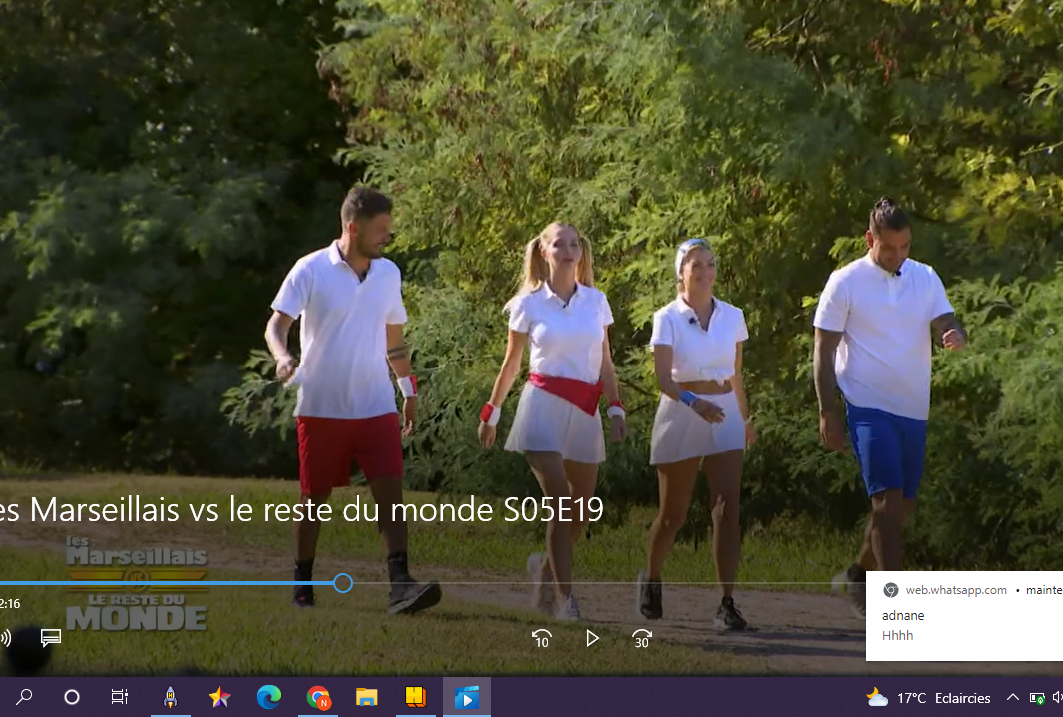 es Marseillais vs le reste du monde S05E19
les
Marseillais
VS
LE RESTE DU
MONDE
2:16
10
30
web.whatsapp.com • mainte
adnane
Hhhh
N
17°C Eclaircies